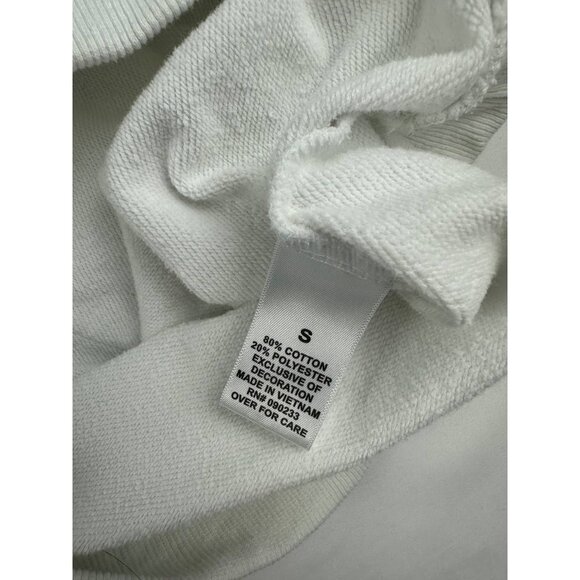 S
80% COTTON
20% POLYESTER
EXCLUSIVE OF
DECORATION
MADE IN VIETNAM
RN# 090233
OVER FOR CARE